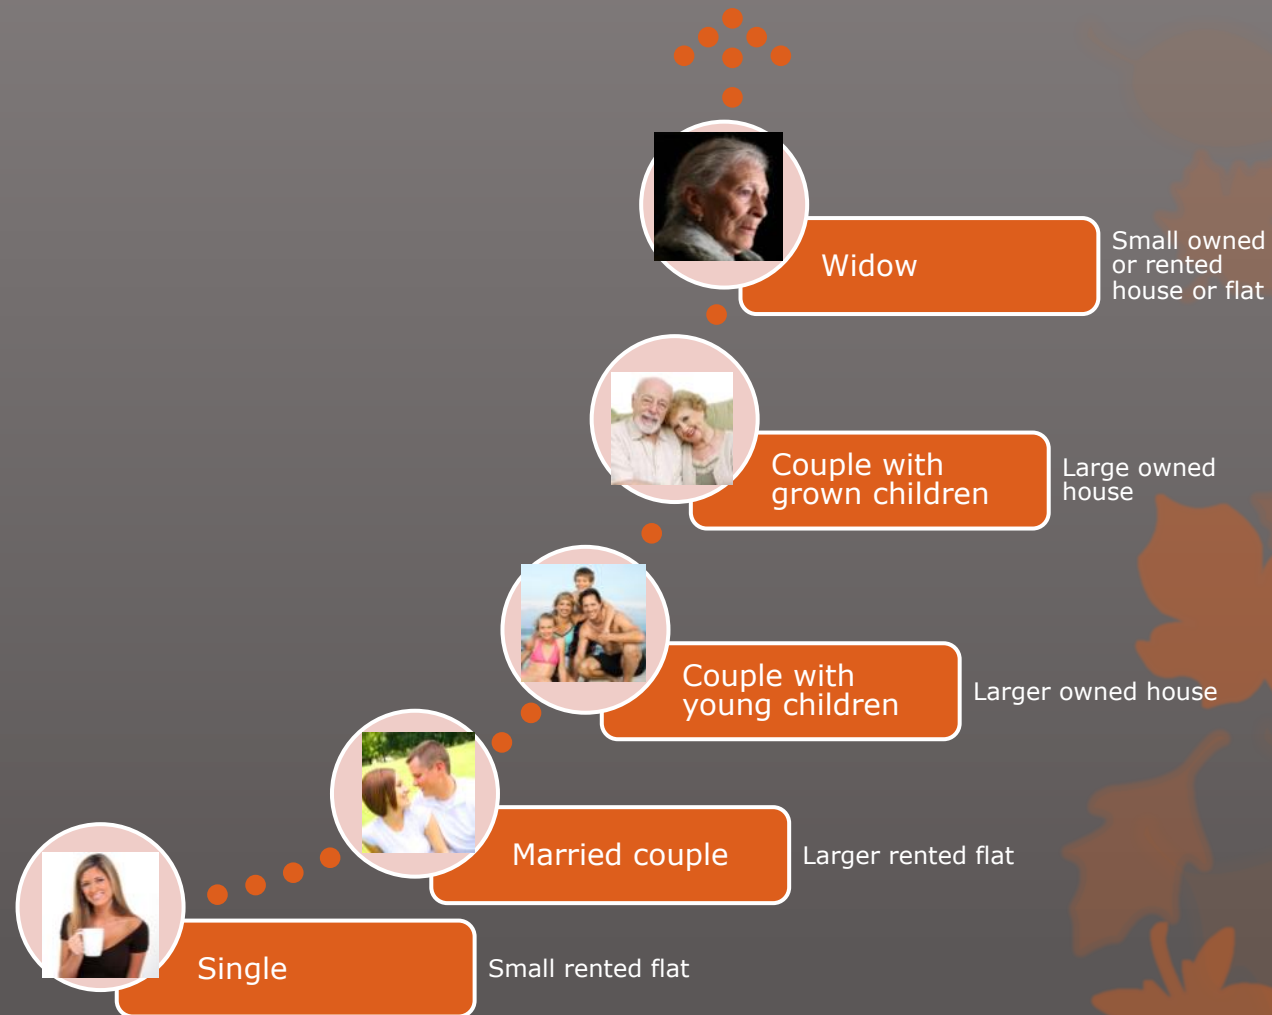 Widow
Small owned
or rented
house or flat
Couple with
grown children
Large owned
house
Couple with
young children
Larger owned house
Married couple
Larger rented flat
Single
Small rented flat